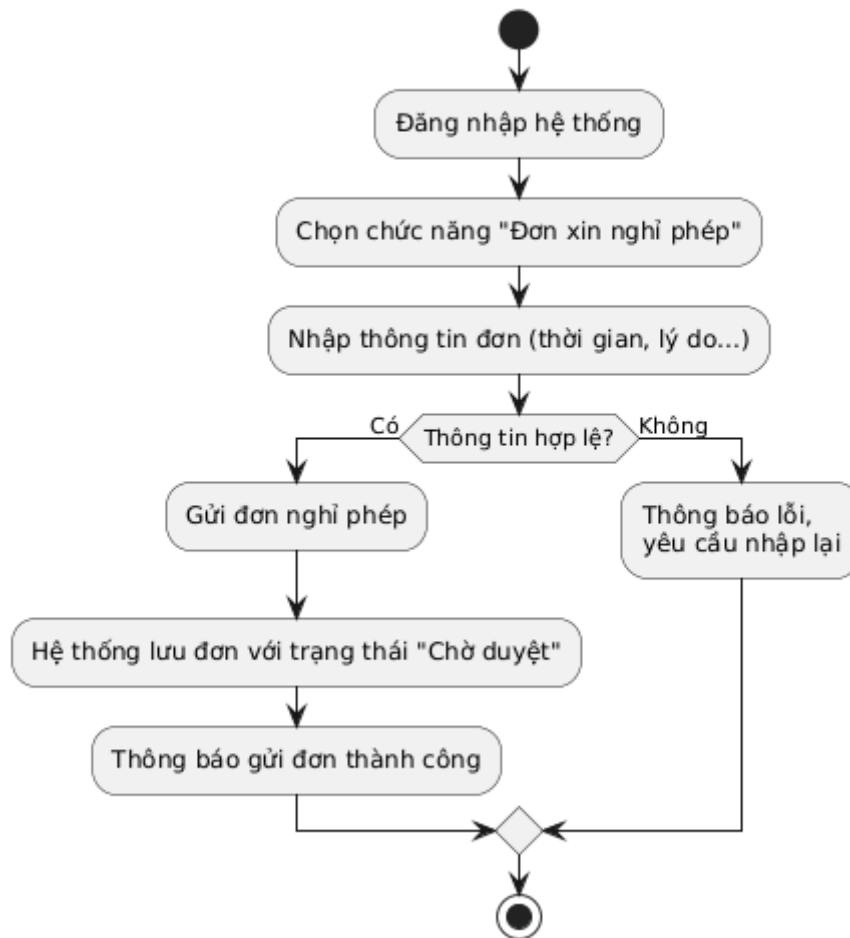 Đăng nhập hệ thống
Chọn chức năng "Đơn xin nghỉ phép"
Nhập thông tin đơn (thời gian, lý do...)
Có
Thông tin hợp lệ?
Không
Gửi đơn nghỉ phép
Thông báo lỗi,
yêu cầu nhập lại
Hệ thống lưu đơn với trạng thái "Chờ duyệt"
Thông báo gửi đơn thành công